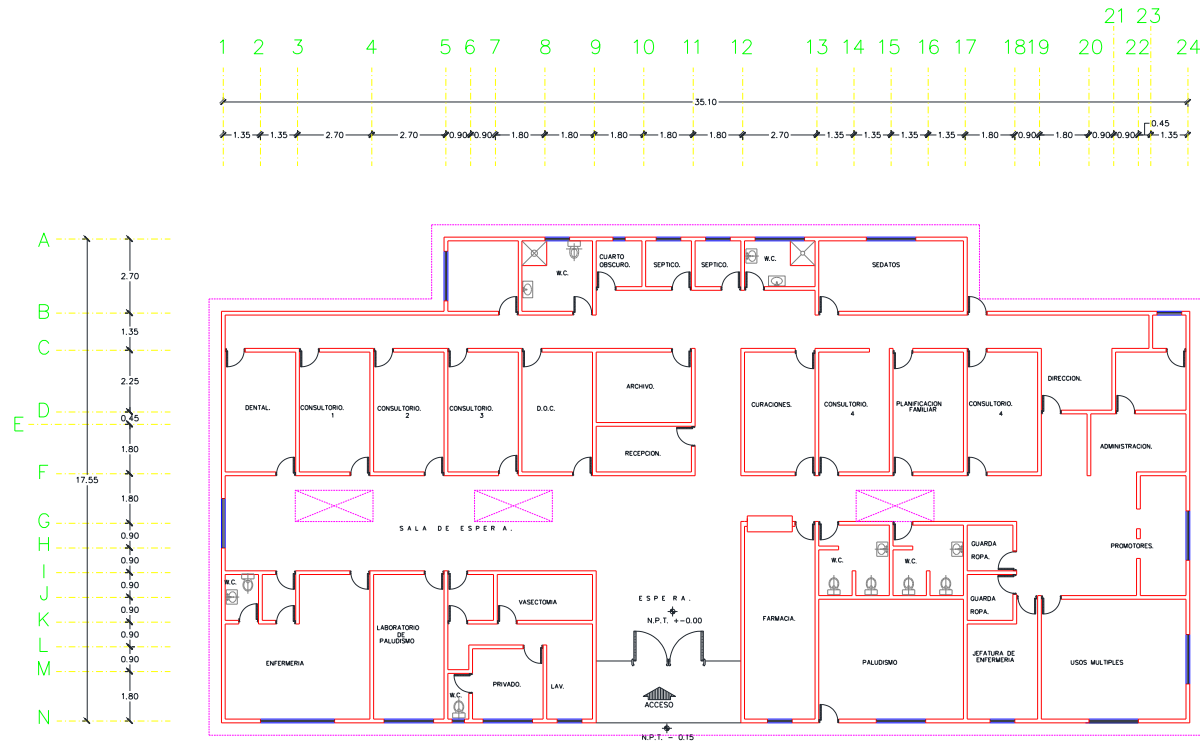 21 23
1 2 3 4 5 6 7 8 9 10 11 12 13 14 15 16 17 18 19 20 22 24
35.10
0.45
1.35 1.35 2.70 2.70 0.90 0.90 1.80 1.80 1.80 1.80 1.80 2.70 1.35 1.35 1.35 1.35 1.80 0.90 1.80 0.90 0.90 1.35
A
2.70
B
1.35
C
2.25
D
0.45
E
1.80
F
17.55
1.80
G
0.90
H
0.90
I
0.90
J
0.90
K
0.90
L
0.90
M
1.80
N
W.C.
CUARTO
OBSCURO.
SEPTICO.
SEPTICO.
W.C.
SEDATOS
DENTAL.
CONSULTORIO.
1
CONSULTORIO.
2
CONSULTORIO.
3
D.O.C.
ARCHIVO.
RECEPCION.
CURACIONES.
CONSULTORIO.
4
PLANIFICACION
FAMILIAR
CONSULTORIO.
4
DIRECCION.
ADMINISTRACION.
SALA DE ESPERA.
W.C.
ENFERMERIA
LABORATORIO
DE
PALUDISMO
VASECTOMIA
PRIVADO.
W.C.
LAV.
ESPERA.
N.P.T. +-0.00
ACCESO
N.P.T. - 0.15
FARMACIA.
W.C.
W.C.
GUARDA
ROPA.
GUARDA
ROPA.
PROMOTORES.
PALUDISMO
JEFATURA DE
ENFERMERIA
USOS MULTIPLES